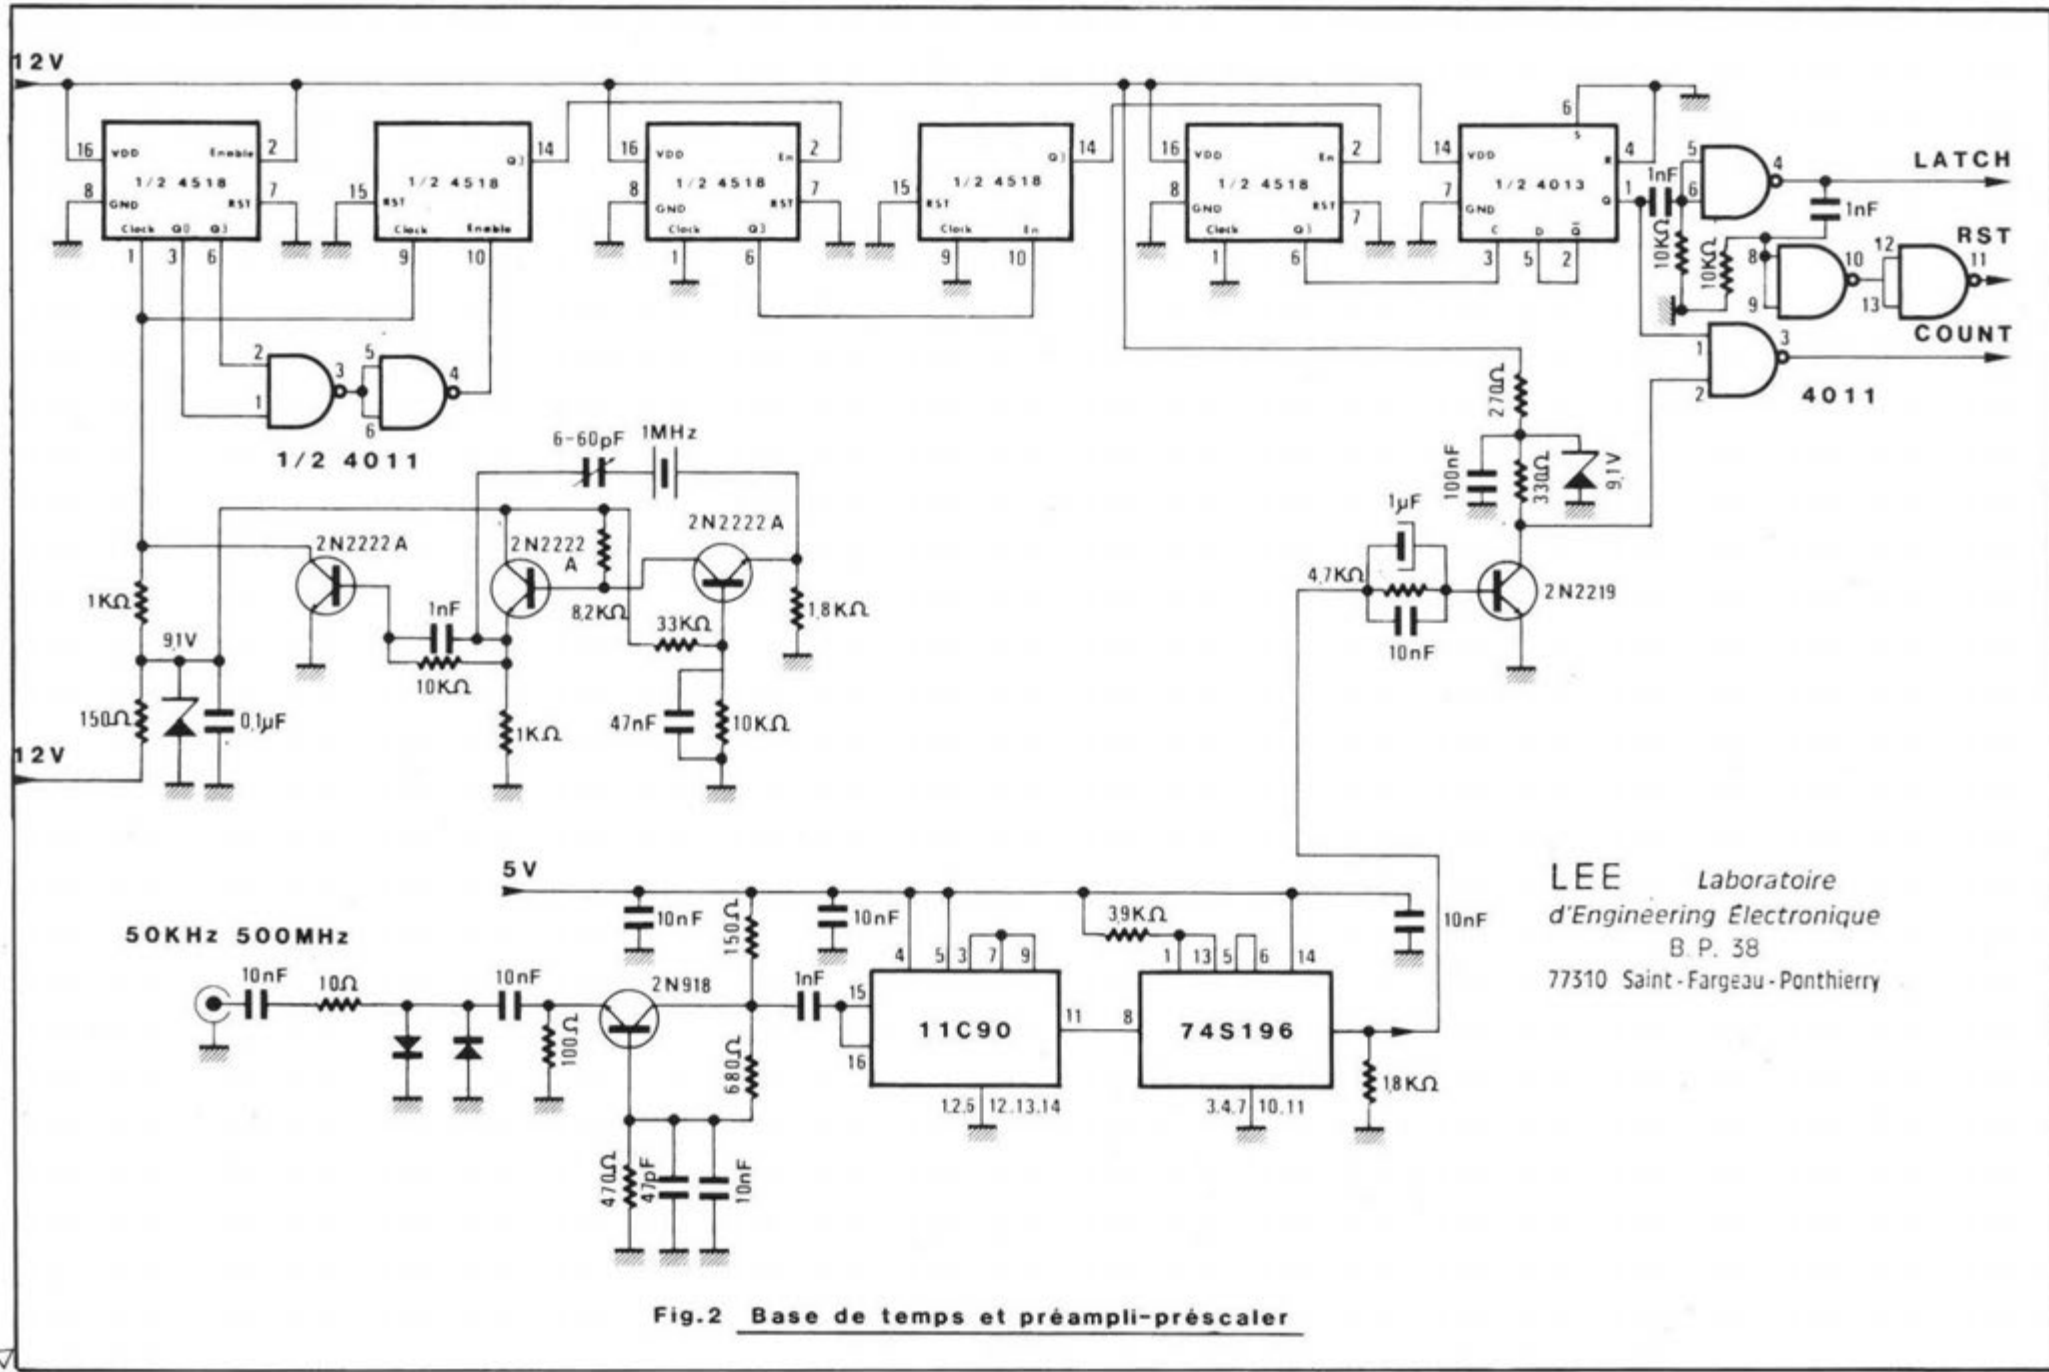 12V
16 VDD Enable 2
1/2 4518
8 GND RST 7
Clock Q0 Q3
1 3 6
Q3 14
1/2 4518
15 RST
Clock Enable
9 10
16 VDD En 2
1/2 4518
8 GND RST 7
Clock Q3
1 6
Q3 14
1/2 4518
15 RST
Clock En
9 10
16 VDD En 2
1/2 4518
8 GND RST 7
Clock Q3
1 6
6
S
14 VDD R 4
1/2 4013
7 GND Q 1
C D Q̅
3 5 2
1nF
5
6
4
LATCH
1nF
10KΩ
10KΩ
8
9
10
12
13
11
RST
1
2
3
COUNT
4011
2
1
3
5
6
4
1/2 4011
6-60pF
1MHz
2N2222A
2N2222 A
2N2222A
1KΩ
9,1V
150Ω
0,1µF
12V
1nF
10KΩ
1KΩ
8,2KΩ
33KΩ
1,8KΩ
47nF
10KΩ
270Ω
100nF
330Ω
9,1V
1µF
4,7KΩ
10nF
2N2219
5V
50KHz 500MHz
10nF
10Ω
10nF
100Ω
10nF
2N918
150Ω
680Ω
470Ω
47pF
10nF
10nF
1nF
4 5 3 7 9
15
16
11C90
11
1,2,6 12.13.14
3,9KΩ
1 13 5 6 14
8
74S196
3.4.7 10.11
10nF
1,8KΩ
LEE Laboratoire
d'Engineering Électronique
B.P. 38
77310 Saint-Fargeau-Ponthierry
Fig.2 Base de temps et préampli-préscaler